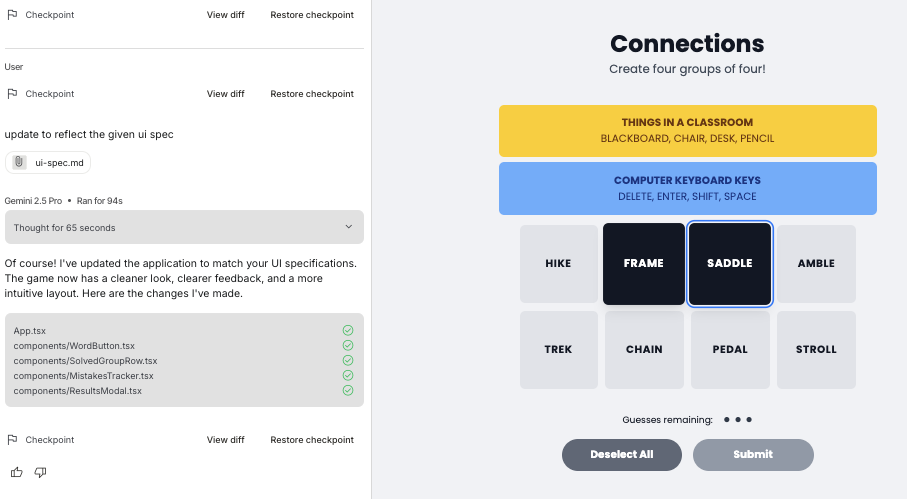 Checkpoint View diff Restore checkpoint
User
Checkpoint View diff Restore checkpoint
update to reflect the given ui spec
ui-spec.md
Gemini 2.5 Pro • Ran for 94s
Thought for 65 seconds
Of course! I've updated the application to match your UI specifications.
The game now has a cleaner look, clearer feedback, and a more
intuitive layout. Here are the changes I've made.
App.tsx
components/WordButton.tsx
components/SolvedGroupRow.tsx
components/MistakesTracker.tsx
components/ResultsModal.tsx
Checkpoint View diff Restore checkpoint
Connections
Create four groups of four!
THINGS IN A CLASSROOM
BLACKBOARD, CHAIR, DESK, PENCIL
COMPUTER KEYBOARD KEYS
DELETE, ENTER, SHIFT, SPACE
HIKE FRAME SADDLE AMBLE
TREK CHAIN PEDAL STROLL
Guesses remaining:
Deselect All Submit